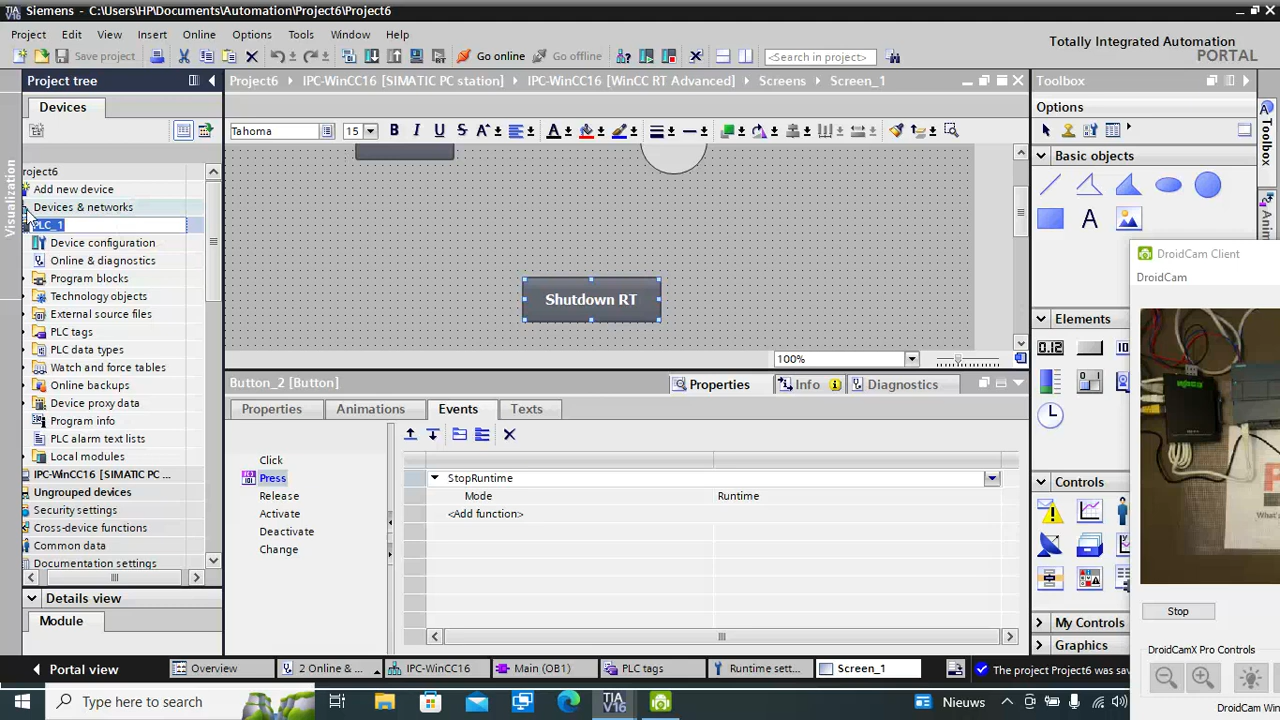 Siemens - C:\Users\HP\Documents\Automation\Project6\Project6
Project Edit View Insert Online Options Tools Window Help
Save project Go online Go offline <Search in project>
Totally Integrated Automation
PORTAL
Project tree
Project6 IPC-WinCC16 [SIMATIC PC station] IPC-WinCC16 [WinCC RT Advanced] Screens Screen_1
Toolbox
Devices
Options
Tahoma 15 B I U S A
Basic objects
A
Visualization
Toolbox
roject6
Add new device
Devices & networks
PLC_1
Device configuration
Online & diagnostics
Program blocks
Technology objects
External source files
PLC tags
PLC data types
Watch and force tables
Online backups
Device proxy data
Program info
PLC alarm text lists
Local modules
IPC-WinCC16 [SIMATIC PC ...
Ungrouped devices
Security settings
Cross-device functions
Common data
Documentation settings
Details view
Module
Shutdown RT
100%
Button_2 [Button]
Properties Info Diagnostics
Properties Animations Events Texts
Click
Press
Release
Activate
Deactivate
Change
StopRuntime
Mode Runtime
<Add function>
Elements
0.12 10
0 1
Controls
My Controls
Graphics
DroidCam Client
DroidCam
What's
Stop
DroidCamX Pro Controls
DroidCam Win
Portal view Overview 2 Online & ... IPC-WinCC16 Main (OB1) PLC tags Runtime sett... Screen_1 The project Project6 was sav
Type here to search
TIA V16
Nieuws